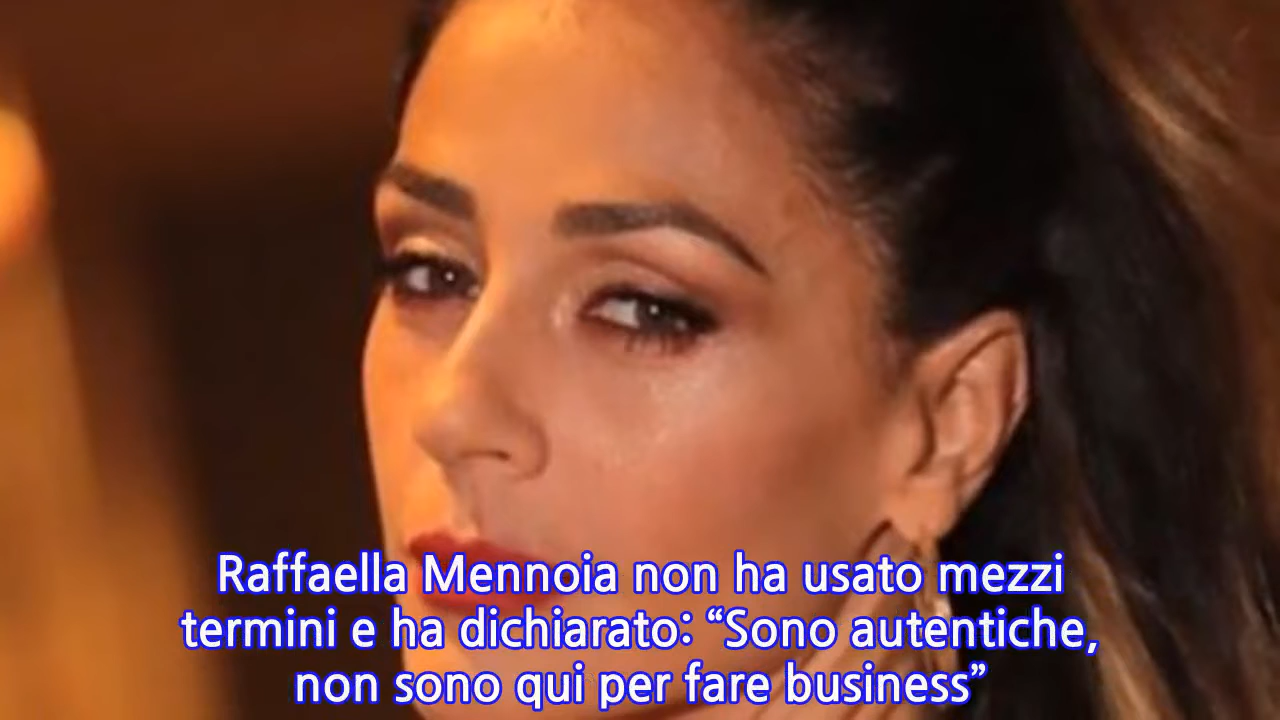 Raffaella Mennoia non ha usato mezzi
termini e ha dichiarato: “Sono autentiche,
non sono qui per fare business”